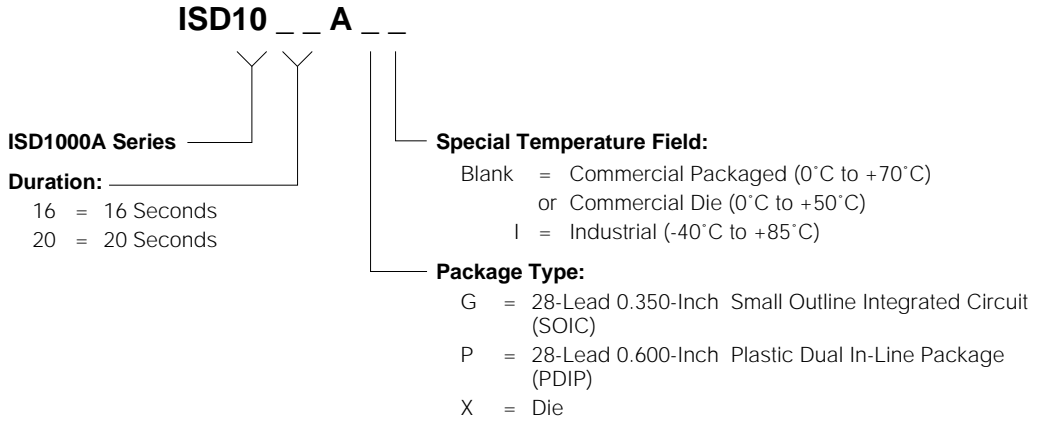 ISD10 _ _ A _ _
ISD1000A Series
Duration:
16 = 16 Seconds
20 = 20 Seconds
Special Temperature Field:
Blank = Commercial Packaged (0˚C to +70˚C)
or Commercial Die (0˚C to +50˚C)
I = Industrial (-40˚C to +85˚C)
Package Type:
G = 28-Lead 0.350-Inch Small Outline Integrated Circuit
(SOIC)
P = 28-Lead 0.600-Inch Plastic Dual In-Line Package
(PDIP)
X = Die